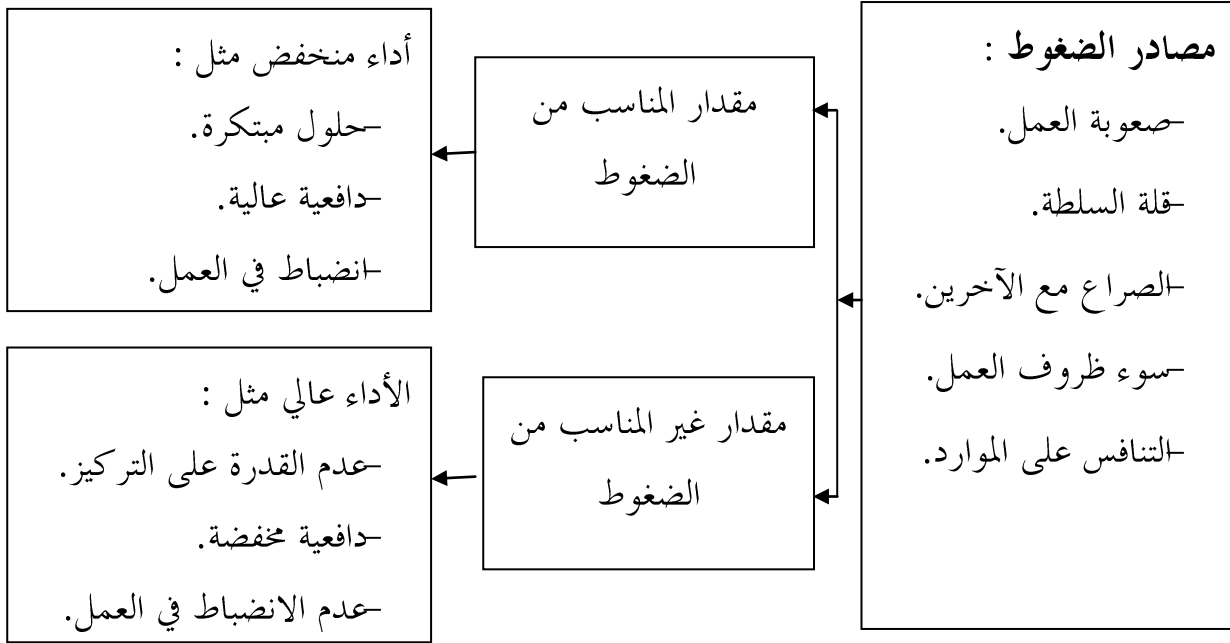 مصادر الضغوط :
-صعوبة العمل.
-قلة السلطة.
-الصراع مع الآخرين.
-سوء ظروف العمل.
-التنافس على الموارد.
مقدار المناسب من
الضغوط
أداء منخفض مثل :
-حلول مبتكرة.
-دافعية عالية.
-انضباط في العمل.
مقدار غير المناسب من
الضغوط
الأداء عالي مثل :
-عدم القدرة على التركيز.
-دافعية مخفضة.
-عدم الانضباط في العمل.